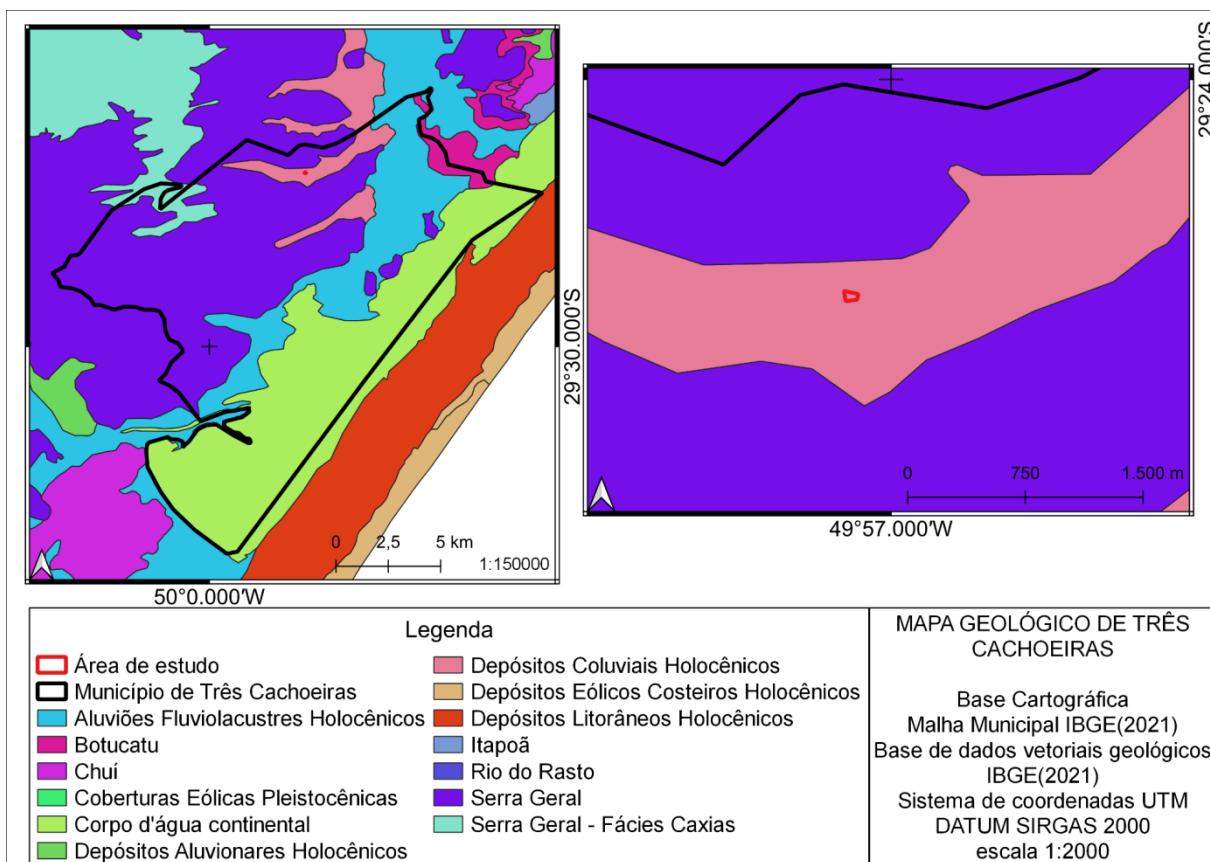 29°24.000'S
29°30.000'S
0 2,5 5 km
1:150000
50°0.000'W
0 750 1.500 m
49°57.000'W
Legenda
Área de estudo
Município de Três Cachoeiras
Aluviões Fluviolacustres Holocênicos
Botucatu
Chuí
Coberturas Eólicas Pleistocênicas
Corpo d'água continental
Depósitos Aluvionares Holocênicos
Depósitos Coluviais Holocênicos
Depósitos Eólicos Costeiros Holocênicos
Depósitos Litorâneos Holocênicos
Itapoã
Rio do Rasto
Serra Geral
Serra Geral - Fácies Caxias
MAPA GEOLÓGICO DE TRÊS
CACHOEIRAS
Base Cartográfica
Malha Municipal IBGE(2021)
Base de dados vetoriais geológicos
IBGE(2021)
Sistema de coordenadas UTM
DATUM SIRGAS 2000
escala 1:2000